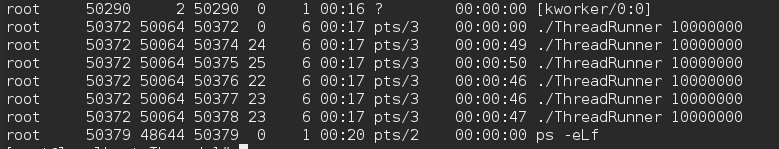 root 50290 2 50290 0 1 00:16 ? 00:00:00 [kworker/0:0]
root 50372 50064 50372 0 6 00:17 pts/3 00:00:00 ./ThreadRunner 10000000
root 50372 50064 50374 24 6 00:17 pts/3 00:00:49 ./ThreadRunner 10000000
root 50372 50064 50375 25 6 00:17 pts/3 00:00:50 ./ThreadRunner 10000000
root 50372 50064 50376 22 6 00:17 pts/3 00:00:46 ./ThreadRunner 10000000
root 50372 50064 50377 23 6 00:17 pts/3 00:00:46 ./ThreadRunner 10000000
root 50372 50064 50378 23 6 00:17 pts/3 00:00:47 ./ThreadRunner 10000000
root 50379 48644 50379 0 1 00:20 pts/2 00:00:00 ps -eLf